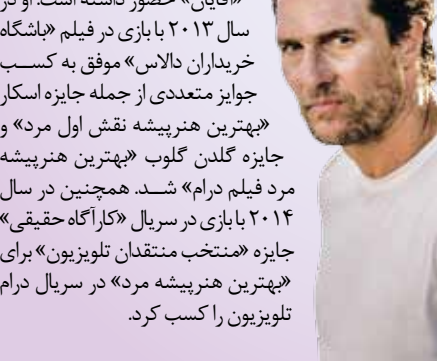 «آقایان» حضور داشته است. او در
سال ۲۰۱۳ با بازی در فیلم «باشگاه
خریداران دالاس» موفق به کسب
جوایز متعددی از جمله جایزه اسکار
«بهترین هنرپیشه نقش اول مرد» و
جایزه گلدن گلوب «بهترین هنرپیشه
مرد فیلم درام» شد. همچنین در سال
۲۰۱۴ با بازی در سریال «کارآگاه حقیقی»
جایزه «منتخب منتقدان تلویزیون» برای
«بهترین هنرپیشه مرد» در سریال درام
تلویزیون را کسب کرد.